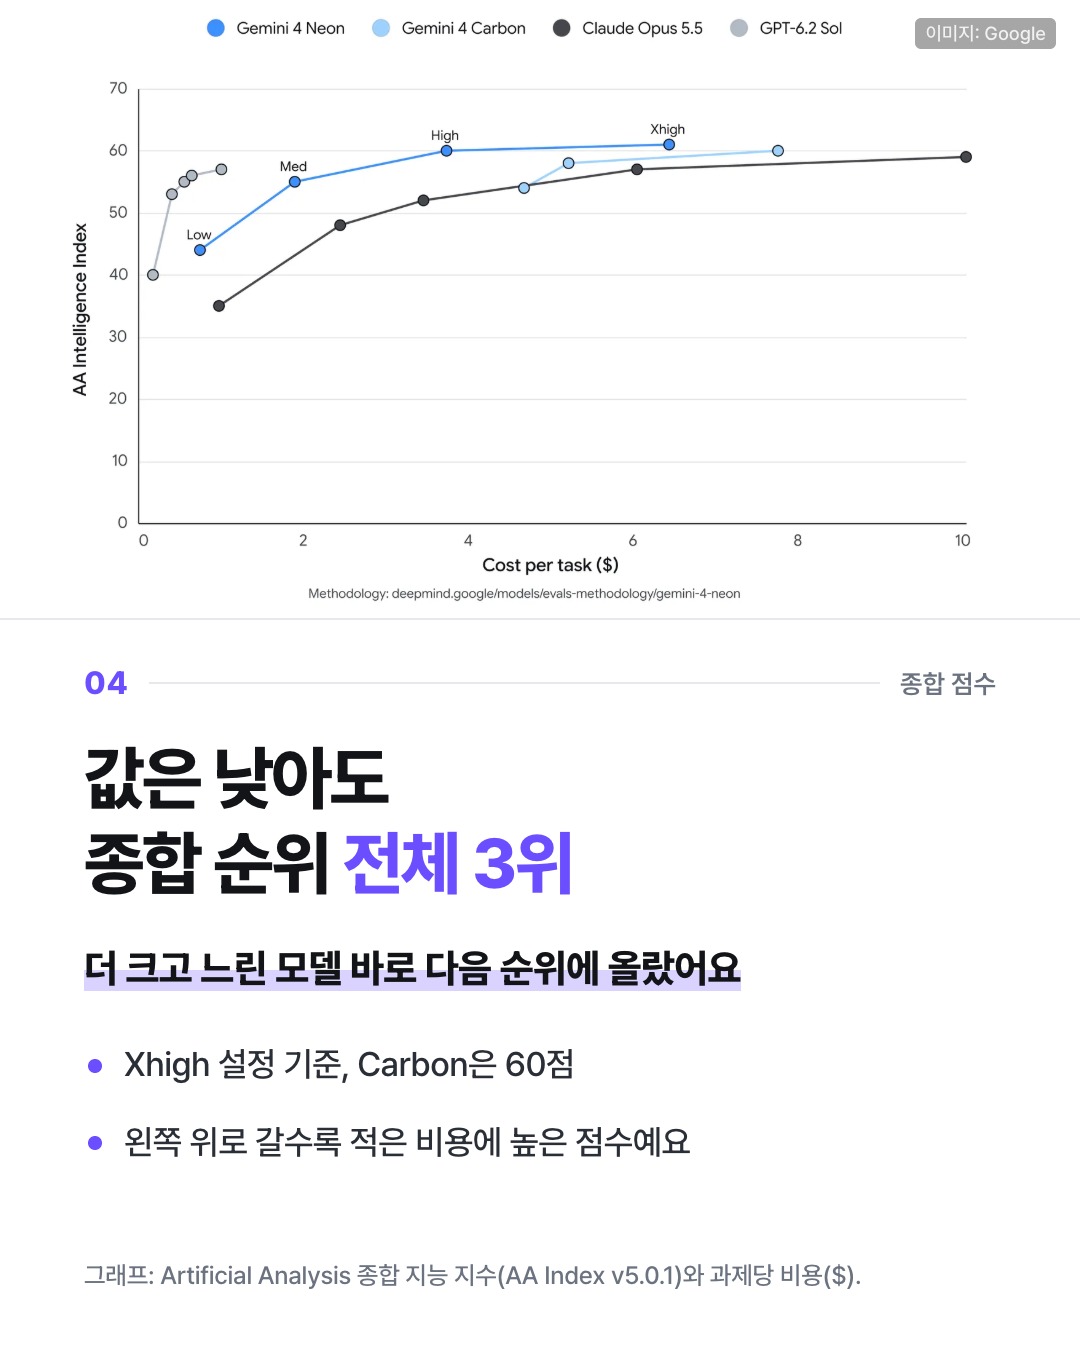 Gemini 4 Neon Gemini 4 Carbon Claude Opus 5.5 GPT-6.2 Sol
이미지: Google
70
60
50
40
30
20
10
0
AA Intelligence Index
Low
Med
High
Xhigh
0 2 4 6 8 10
Cost per task ($)
Methodology: deepmind.google/models/evals-methodology/gemini-4-neon
04 종합 점수
값은 낮아도
종합 순위 전체 3위
더 크고 느린 모델 바로 다음 순위에 올랐어요
Xhigh 설정 기준, Carbon은 60점
왼쪽 위로 갈수록 적은 비용에 높은 점수예요
그래프: Artificial Analysis 종합 지능 지수(AA Index v5.0.1)와 과제당 비용($).